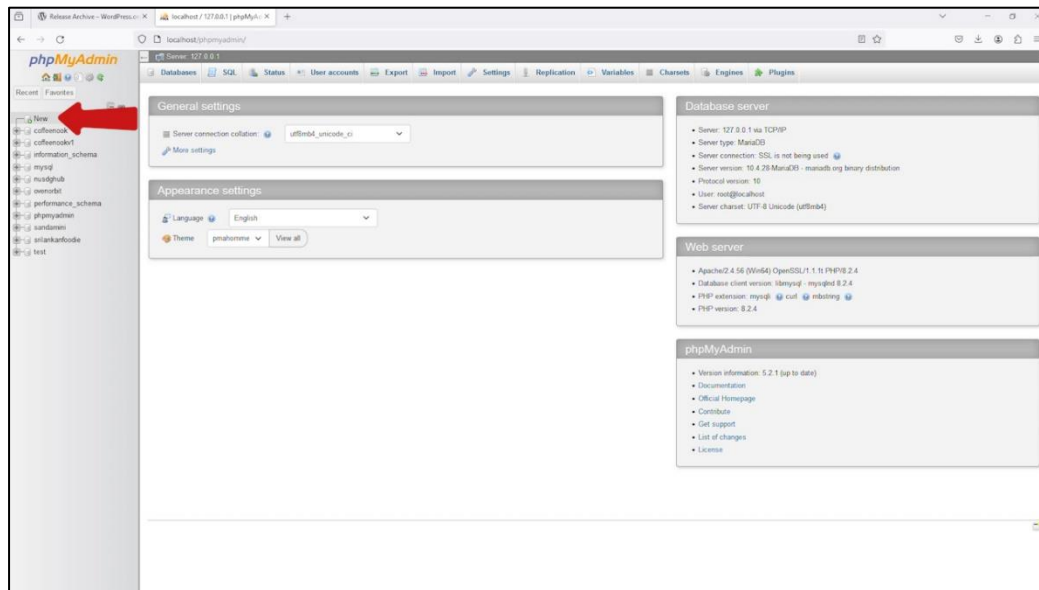 Release Archive – WordPress.o
localhost / 127.0.0.1 | phpMyAd
localhost/phpmyadmin/
phpMyAdmin
Recent Favorites
New
coffeenook
coffeenookv1
information_schema
mysql
nusdghub
owenorbit
performance_schema
phpmyadmin
sandamini
srilankanfoodie
test
Server: 127.0.0.1
Databases SQL Status User accounts Export Import Settings Replication Variables Charsets Engines Plugins
General settings
Server connection collation: utf8mb4_unicode_ci
More settings
Appearance settings
Language English
Theme pmahomme View all
Database server
Server: 127.0.0.1 via TCP/IP
Server type: MariaDB
Server connection: SSL is not being used
Server version: 10.4.28-MariaDB - mariadb.org binary distribution
Protocol version: 10
User: root@localhost
Server charset: UTF-8 Unicode (utf8mb4)
Web server
Apache/2.4.56 (Win64) OpenSSL/1.1.1t PHP/8.2.4
Database client version: libmysql - mysqlnd 8.2.4
PHP extension: mysqli curl mbstring
PHP version: 8.2.4
phpMyAdmin
Version information: 5.2.1 (up to date)
Documentation
Official Homepage
Contribute
Get support
List of changes
License